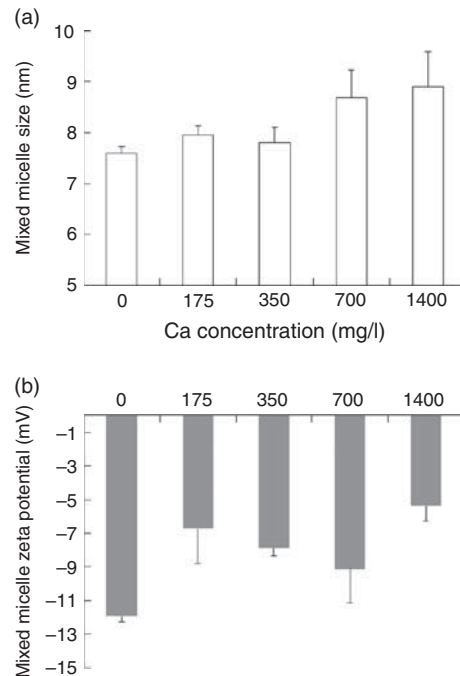 (a)
Mixed micelle size (nm)
10
9
8
7
6
5
0 175 350 700 1400
Ca concentration (mg/l)
(b)
Mixed micelle zeta potential (mV)
0 175 350 700 1400
−1
−3
−5
−7
−9
−11
−13
−15